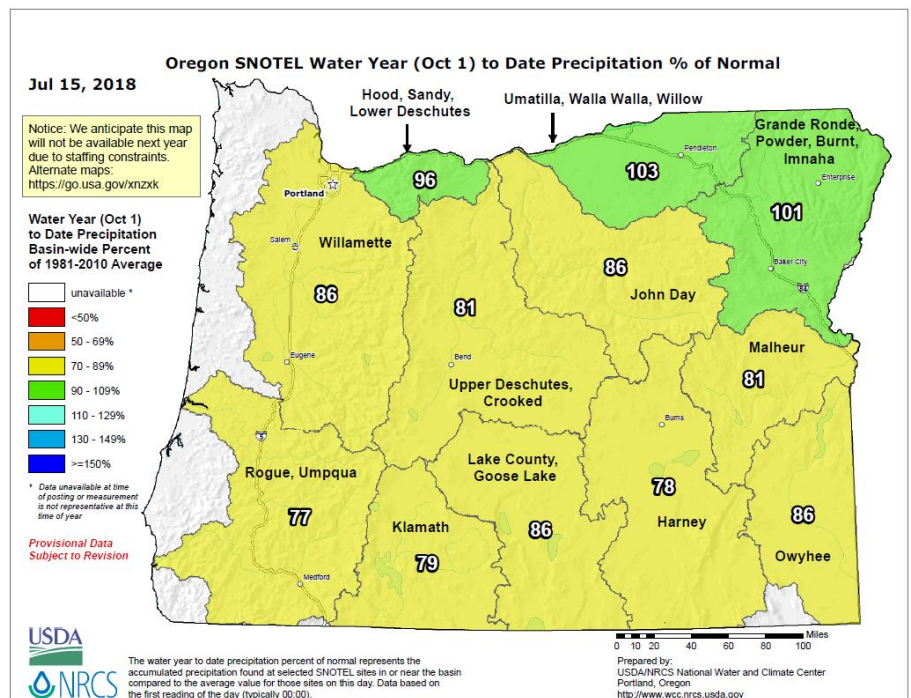 Oregon SNOTEL Water Year (Oct 1) to Date Precipitation % of Normal
Jul 15, 2018
Notice: We anticipate this map
will not be available next year
due to staffing constraints.
Alternate maps:
https://go.usa.gov/xnzxk
Water Year (Oct 1)
to Date Precipitation
Basin-wide Percent
of 1981-2010 Average
unavailable *
<50%
50 - 69%
70 - 89%
90 - 109%
110 - 129%
130 - 149%
>=150%
* Data unavailable at time
of posting or measurement
is not representative at this
time of year
Provisional Data
Subject to Revision
Hood, Sandy,
Lower Deschutes
96
Umatilla, Walla Walla, Willow
Pendleton
103
Grande Ronde,
Powder, Burnt,
Imnaha
Enterprise
101
Baker City
84
Portland
Salem
Willamette
86
Eugene
81
Bend
Upper Deschutes,
Crooked
86
John Day
Malheur
81
Burns
5
Rogue, Umpqua
77
Medford
Klamath
79
Lake County,
Goose Lake
86
78
Harney
86
Owyhee
USDA
NRCS
The water year to date precipitation percent of normal represents the
accumulated precipitation found at selected SNOTEL sites in or near the basin
compared to the average value for those sites on this day. Data based on
the first reading of the day (typically 00:00).
Miles
0 10 20 40 60 80 100
Prepared by:
USDA/NRCS National Water and Climate Center
Portland, Oregon
http://www.wcc.nrcs.usda.gov